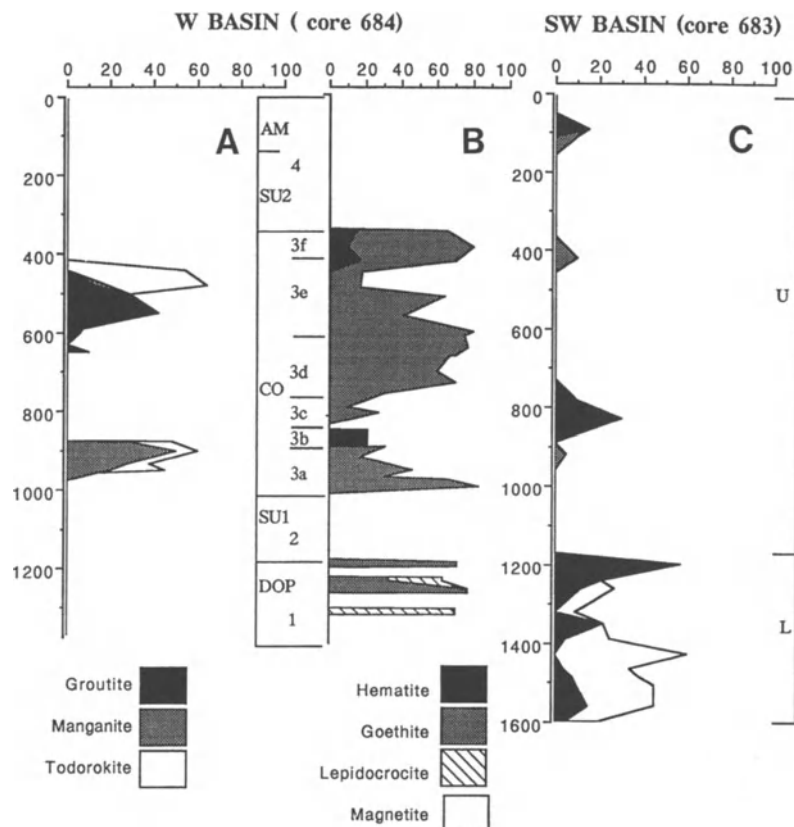 W BASIN ( core 684)
SW BASIN (core 683)
0 20 40 60 80 100
0 20 40 60 80 100
0 20 40 60 80 100
A
B
C
0
200
400
600
800
1000
1200
AM
4
SU2
3f
3e
3d
CO
3c
3b
3a
SU1
2
DOP
1
0
200
400
600
800
1000
1200
1400
1600
U
L
Groutite
Manganite
Todorokite
Hematite
Goethite
Lepidocrocite
Magnetite